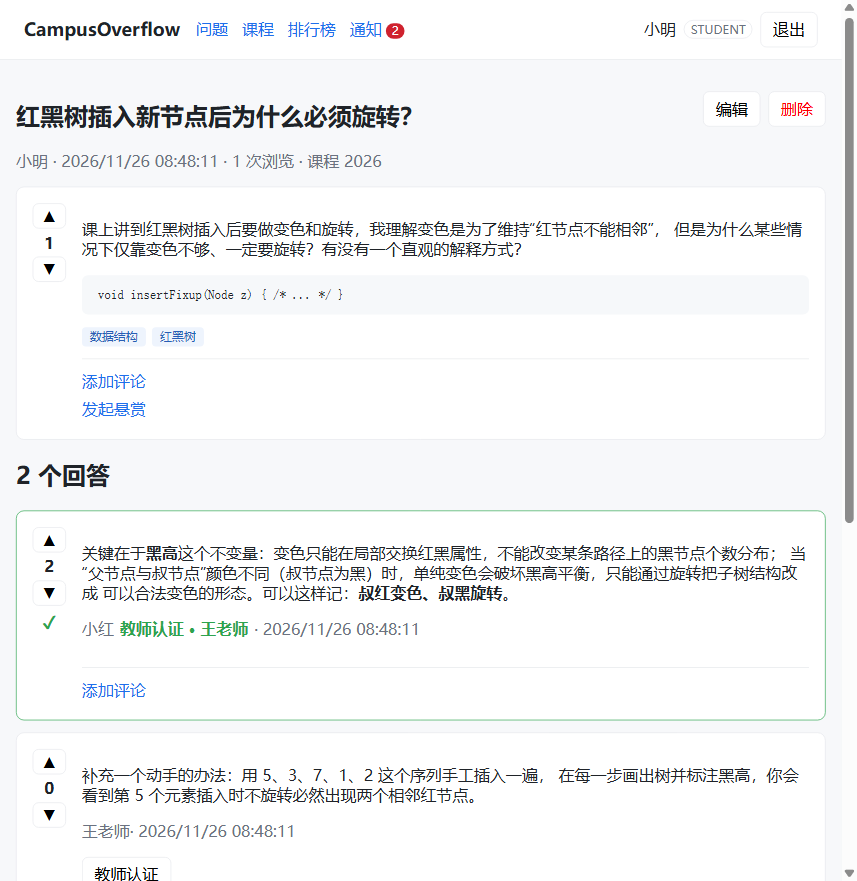 CampusOverflow 问题 课程 排行榜 通知 2 小明 STUDENT 退出
红黑树插入新节点后为什么必须旋转？ 编辑 删除
小明 · 2026/11/26 08:48:11 · 1 次浏览 · 课程 2026
▲
1
▼
课上讲到红黑树插入后要做变色和旋转，我理解变色是为了维持“红节点不能相邻”， 但是为什么某些情
况下仅靠变色不够、一定要旋转？有没有一个直观的解释方式？
void insertFixup(Node z) { /* ... */ }
数据结构 红黑树
添加评论
发起悬赏
2 个回答
▲
2
▼
✓
关键在于黑高这个不变量：变色只能在局部交换红黑属性，不能改变某条路径上的黑节点个数分布； 当
“父节点与叔节点”颜色不同（叔节点为黑）时，单纯变色会破坏黑高平衡，只能通过旋转把子树结构改
成 可以合法变色的形态。可以这样记：叔红变色、叔黑旋转。
小红 教师认证 • 王老师 · 2026/11/26 08:48:11
添加评论
▲
0
▼
补充一个动手的办法：用 5、3、7、1、2 这个序列手工插入一遍， 在每一步画出树并标注黑高，你会
看到第 5 个元素插入时不旋转必然出现两个相邻红节点。
王老师· 2026/11/26 08:48:11
教师认证